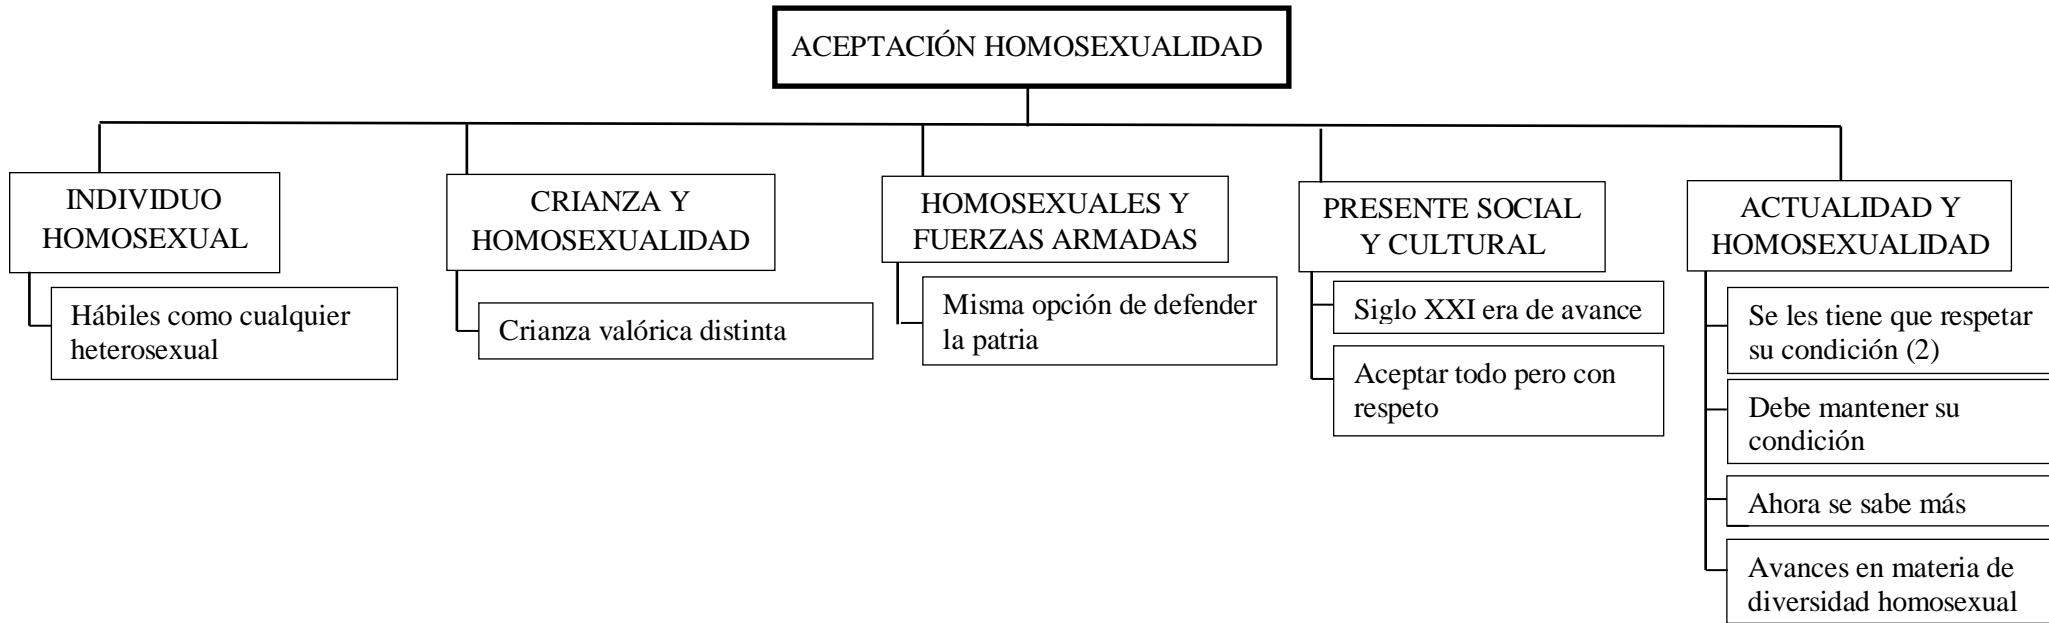 ACEPTACIÓN HOMOSEXUALIDAD
INDIVIDUO
HOMOSEXUAL
Hábiles como cualquier
heterosexual
CRIANZA Y
HOMOSEXUALIDAD
Crianza valórica distinta
HOMOSEXUALES Y
FUERZAS ARMADAS
Misma opción de defender
la patria
PRESENTE SOCIAL
Y CULTURAL
Siglo XXI era de avance
Aceptar todo pero con
respeto
ACTUALIDAD Y
HOMOSEXUALIDAD
Se les tiene que respetar
su condición (2)
Debe mantener su
condición
Ahora se sabe más
Avances en materia de
diversidad homosexual